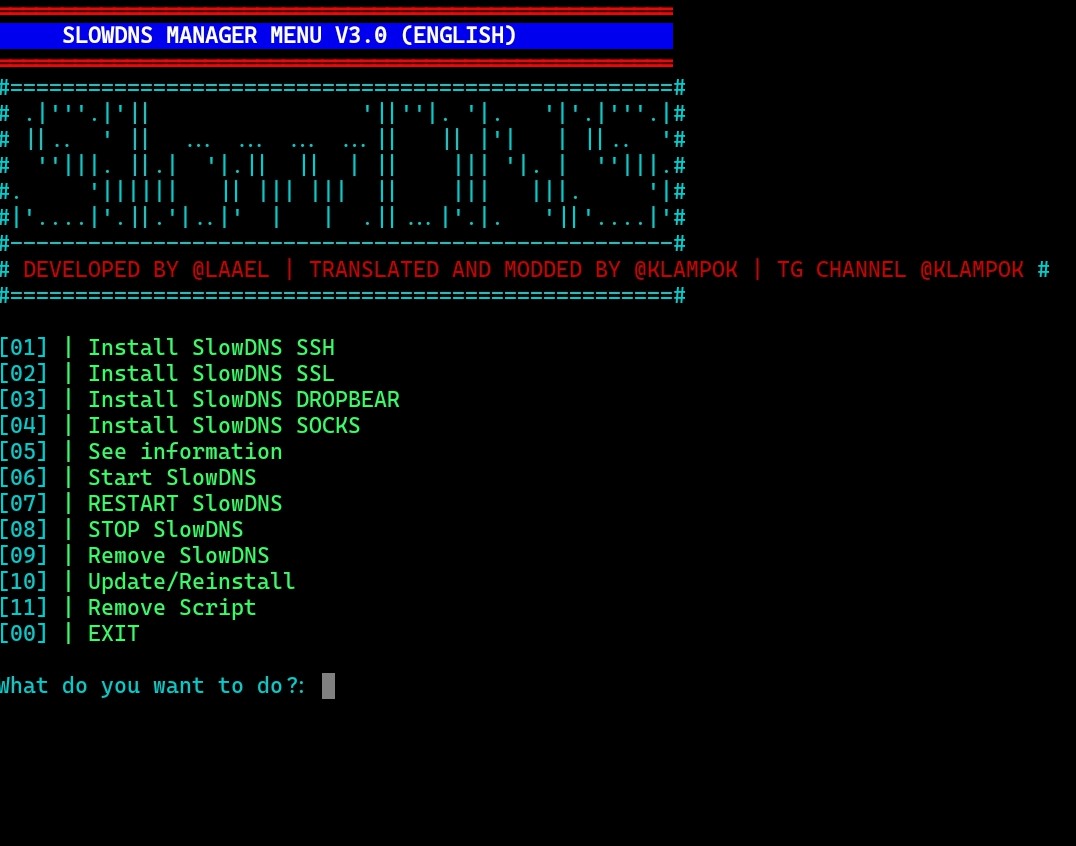 SLOWDNS MANAGER MENU V3.0 (ENGLISH)
#===================================================#
# .|'''.|'||                 '||''|. '|.   '|'.|'''.|#
# ||..  ' ||   ...  ...  ... ...||   || |'|   | ||..  '#
#  ''|||. ||.|  '|.||  ||  | ||    ||| '|. |  ''|||.#
#.     '||||||   || ||| |||  ||    |||   |||.     '|#
#|'....|'.||.'|..|'  |   |  .||...|'.|.   '||'....|'#
#---------------------------------------------------#
# DEVELOPED BY @LAAEL | TRANSLATED AND MODDED BY @KLAMPOK | TG CHANNEL @KLAMPOK #
#===================================================#
[01] | Install SlowDNS SSH
[02] | Install SlowDNS SSL
[03] | Install SlowDNS DROPBEAR
[04] | Install SlowDNS SOCKS
[05] | See information
[06] | Start SlowDNS
[07] | RESTART SlowDNS
[08] | STOP SlowDNS
[09] | Remove SlowDNS
[10] | Update/Reinstall
[11] | Remove Script
[00] | EXIT
What do you want to do?: